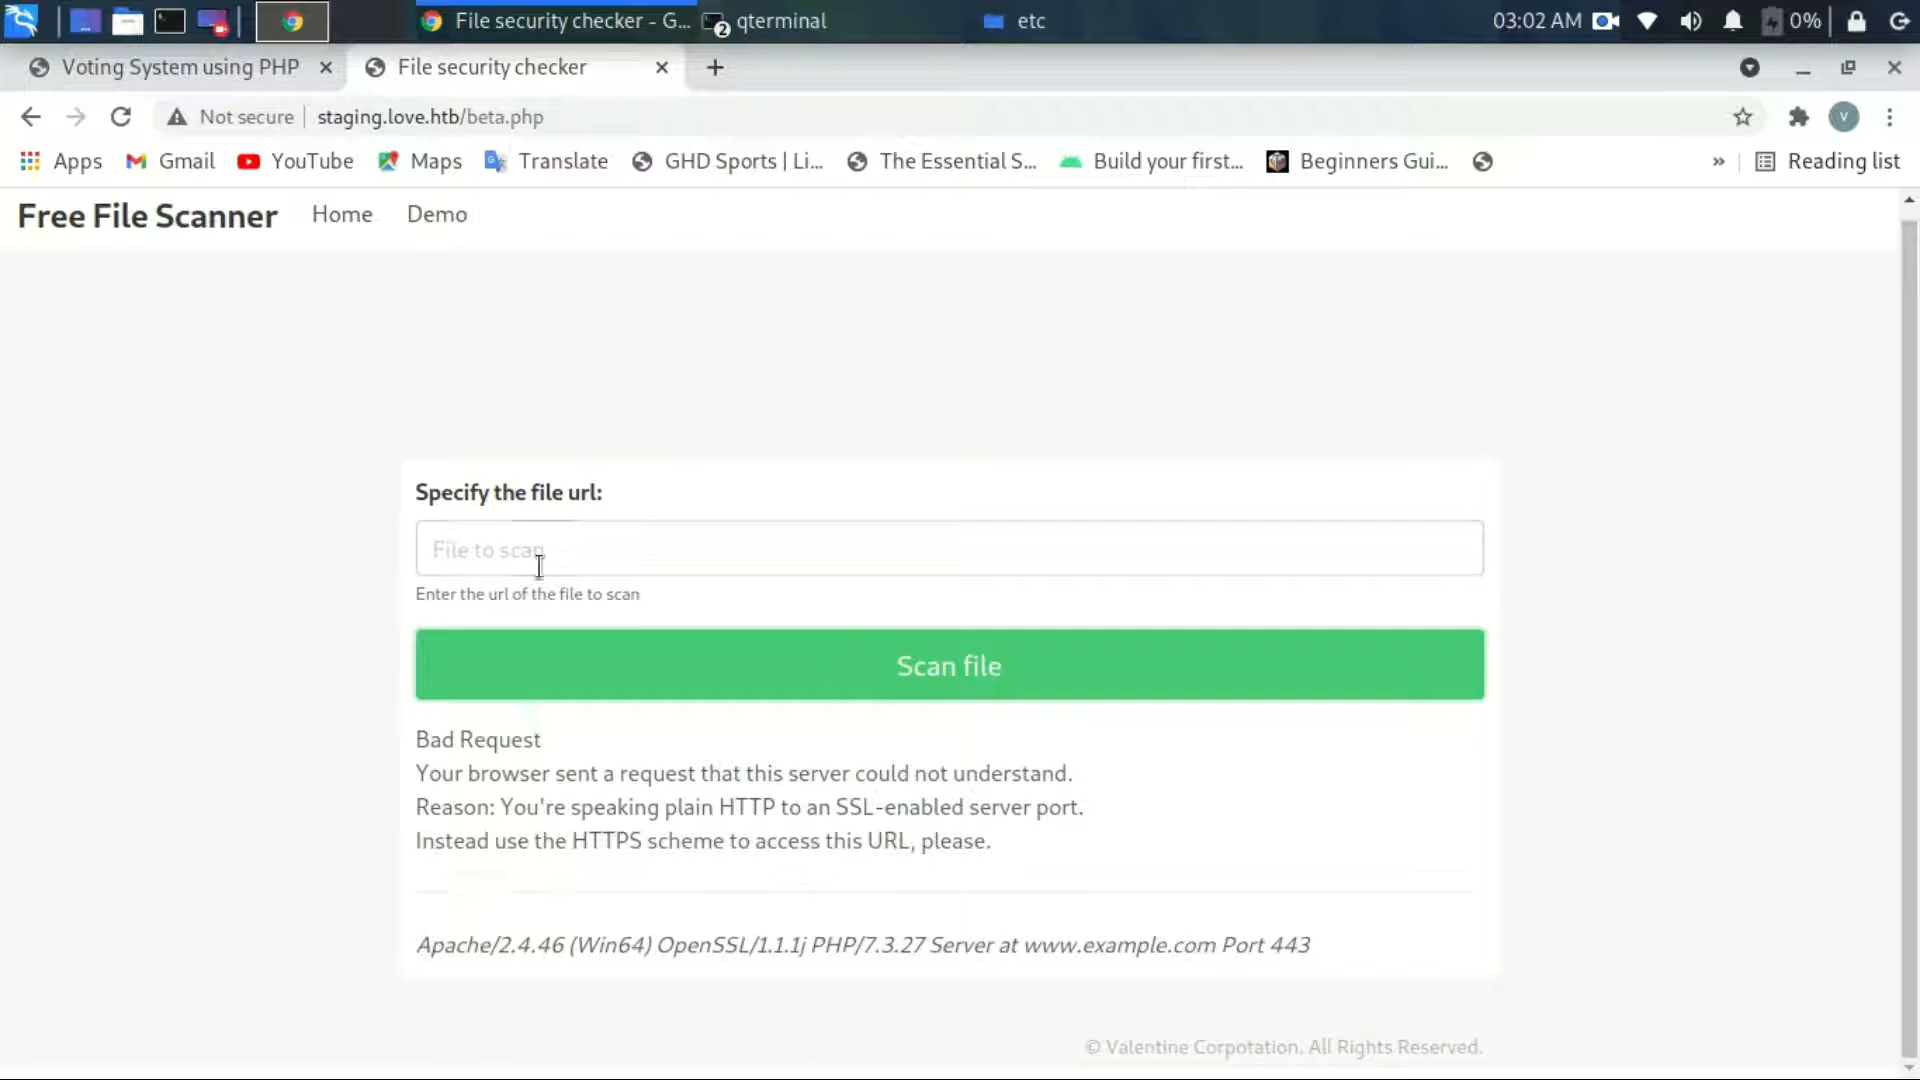 File security checker - G...
2
qterminal
etc
03:02 AM
0%
Voting System using PHP
File security checker
Not secure
staging.love.htb/beta.php
V
Apps
Gmail
YouTube
Maps
Translate
GHD Sports | Li...
The Essential S...
Build your first...
Beginners Gui...
»
Reading list
Free File Scanner
Home
Demo
Specify the file url:
File to scan
Enter the url of the file to scan
Scan file
Bad Request
Your browser sent a request that this server could not understand.
Reason: You're speaking plain HTTP to an SSL-enabled server port.
Instead use the HTTPS scheme to access this URL, please.
Apache/2.4.46 (Win64) OpenSSL/1.1.1j PHP/7.3.27 Server at www.example.com Port 443
© Valentine Corpotation. All Rights Reserved.